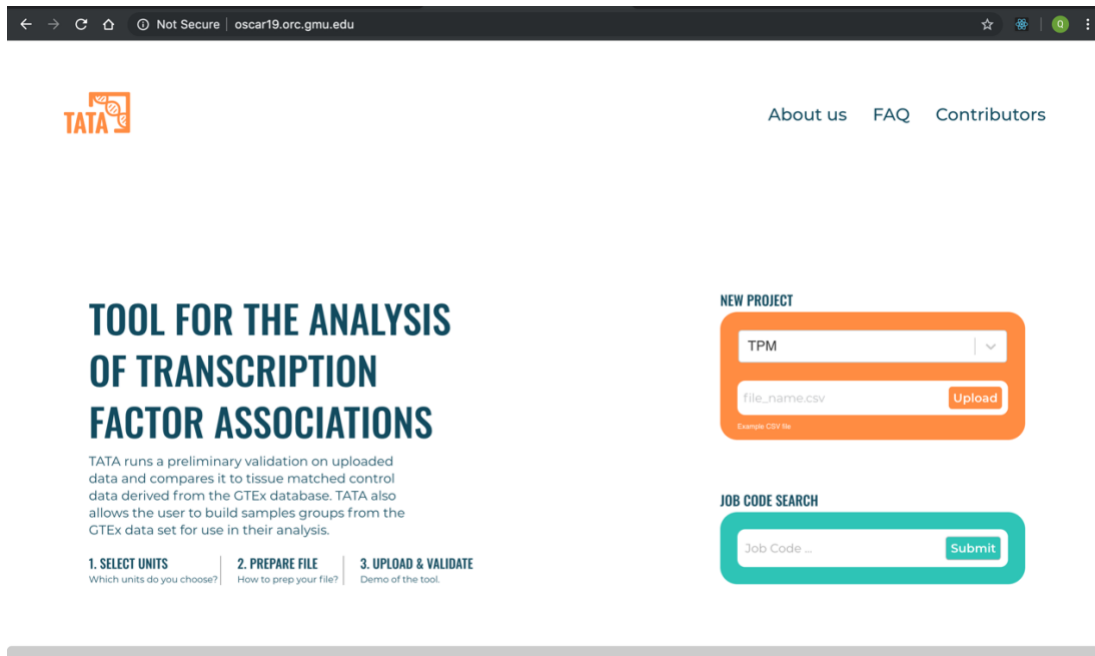 Not Secure | oscar19.orc.gmu.edu
Q
TATA
About us FAQ Contributors
TOOL FOR THE ANALYSIS
OF TRANSCRIPTION
FACTOR ASSOCIATIONS
TATA runs a preliminary validation on uploaded
data and compares it to tissue matched control
data derived from the GTEx database. TATA also
allows the user to build samples groups from the
GTEx data set for use in their analysis.
1. SELECT UNITS
Which units do you choose?
2. PREPARE FILE
How to prep your file?
3. UPLOAD & VALIDATE
Demo of the tool.
NEW PROJECT
TPM
file_name.csv Upload
Example CSV file
JOB CODE SEARCH
Job Code ... Submit